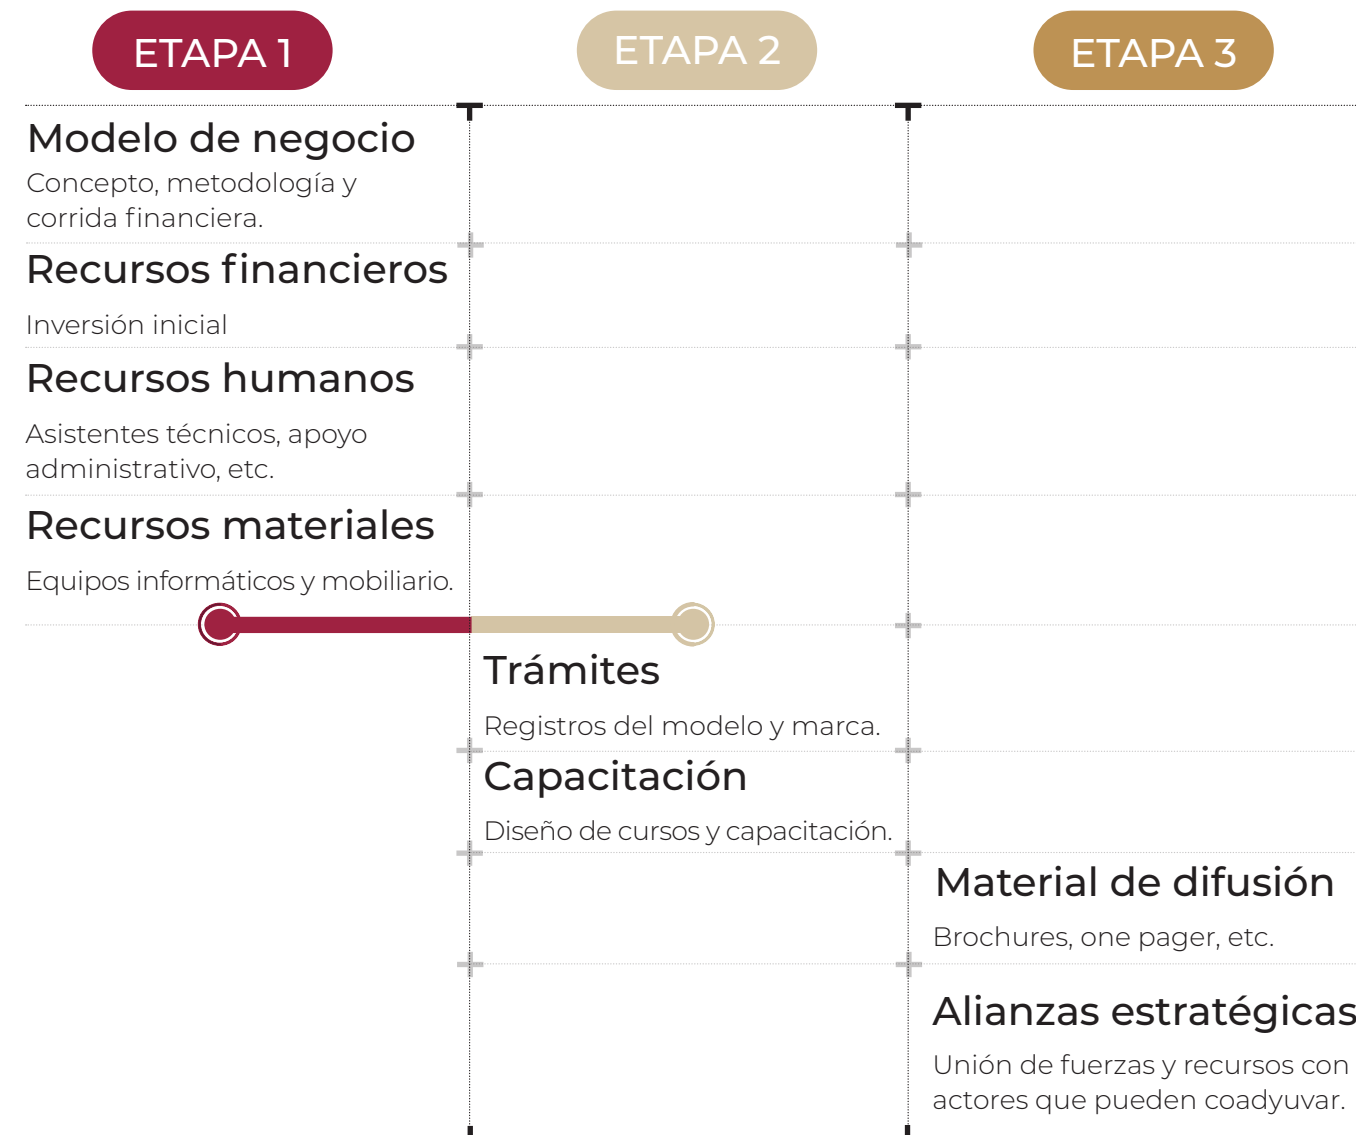 ETAPA 1
ETAPA 2
ETAPA 3
Modelo de negocio
Concepto, metodología y
corrida financiera.
Recursos financieros
Inversión inicial
Recursos humanos
Asistentes técnicos, apoyo
administrativo, etc.
Recursos materiales
Equipos informáticos y mobiliario.
Trámites
Registros del modelo y marca.
Capacitación
Diseño de cursos y capacitación.
Material de difusión
Brochures, one pager, etc.
Alianzas estratégicas
Unión de fuerzas y recursos con
actores que pueden coadyuvar.